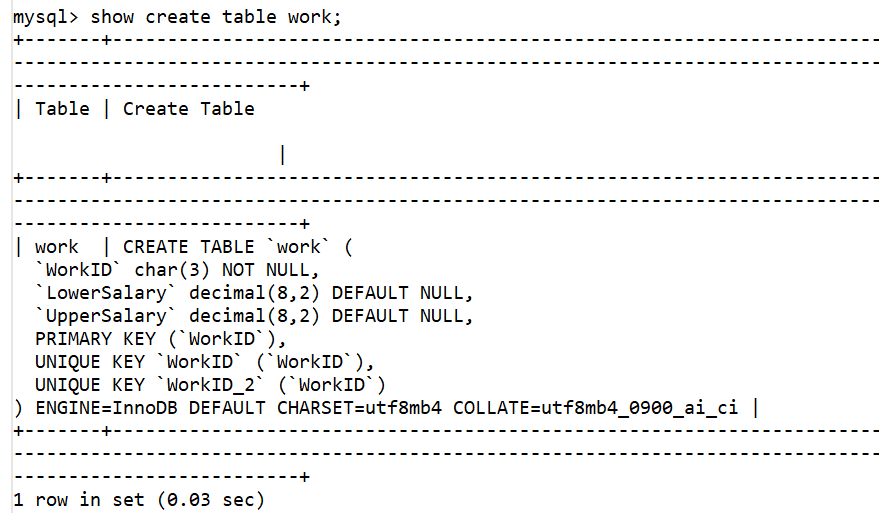 mysql> show create table work;
+-------+----------------------------------------------------------------------
-------------------------------------------------------------------------------
--------------------------+
| Table | Create Table
|
+-------+----------------------------------------------------------------------
-------------------------------------------------------------------------------
--------------------------+
| work  | CREATE TABLE `work` (
  `WorkID` char(3) NOT NULL,
  `LowerSalary` decimal(8,2) DEFAULT NULL,
  `UpperSalary` decimal(8,2) DEFAULT NULL,
  PRIMARY KEY (`WorkID`),
  UNIQUE KEY `WorkID` (`WorkID`),
  UNIQUE KEY `WorkID_2` (`WorkID`)
) ENGINE=InnoDB DEFAULT CHARSET=utf8mb4 COLLATE=utf8mb4_0900_ai_ci |
+-------+----------------------------------------------------------------------
-------------------------------------------------------------------------------
--------------------------+
1 row in set (0.03 sec)